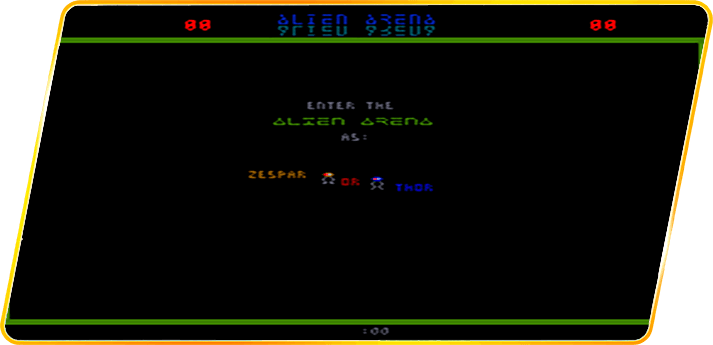 00 ALIEN ARENA 00
ENTER THE
ALIEN ARENA
AS:
ZESPAR OR THOR
:00